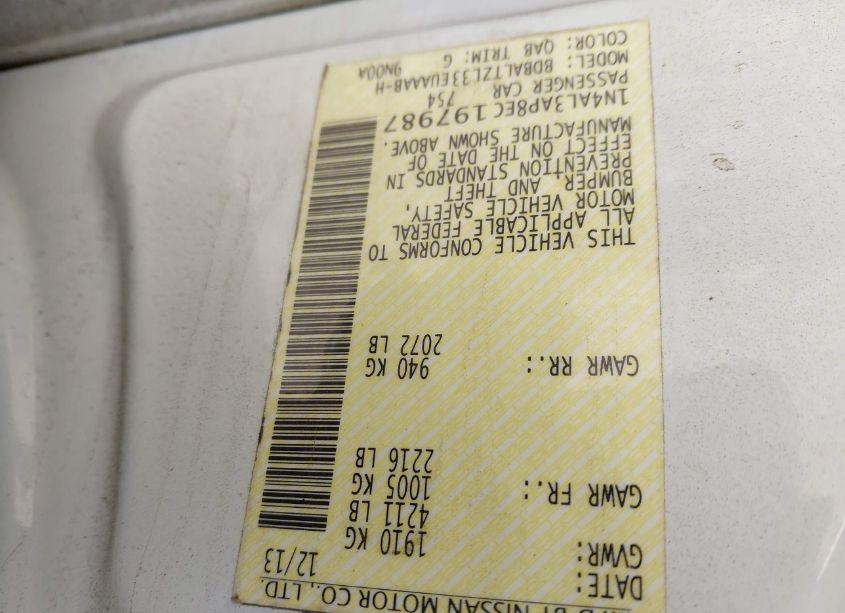 BY NISSAN MOTOR CO., LTD.
DATE: 12/13
GVWR: 1910 KG
4211 LB
GAWR FR.: 1005 KG
2216 LB
GAWR RR.: 940 KG
2072 LB
THIS VEHICLE CONFORMS TO
ALL APPLICABLE FEDERAL
MOTOR VEHICLE SAFETY,
BUMPER AND THEFT
PREVENTION STANDARDS IN
EFFECT ON THE DATE OF
MANUFACTURE SHOWN ABOVE.
1N4AL3AP8EC197987
PASSENGER CAR 754
MODEL: BDBALTZL33EUAAAB-H
COLOR: QAB TRIM: G 9N00A